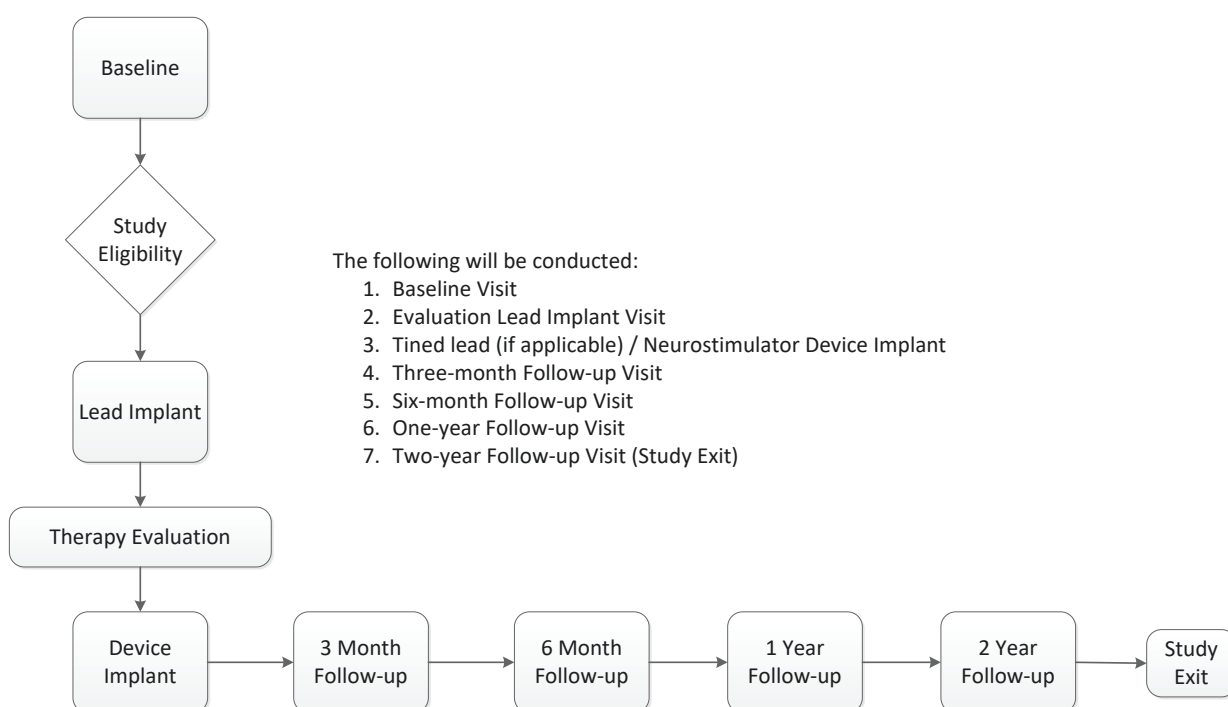 Baseline
Study
Eligibility
The following will be conducted:
1. Baseline Visit
2. Evaluation Lead Implant Visit
3. Tined lead (if applicable) / Neurostimulator Device Implant
4. Three-month Follow-up Visit
5. Six-month Follow-up Visit
6. One-year Follow-up Visit
7. Two-year Follow-up Visit (Study Exit)
Lead Implant
Therapy Evaluation
Device
Implant
3 Month
Follow-up
6 Month
Follow-up
1 Year
Follow-up
2 Year
Follow-up
Study
Exit